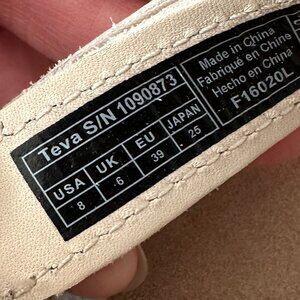 Teva S/N 1090873
USA UK EU JAPAN
8 6 39 25
Made in China
Fabriqué en Chine
Hecho en China
F16020L